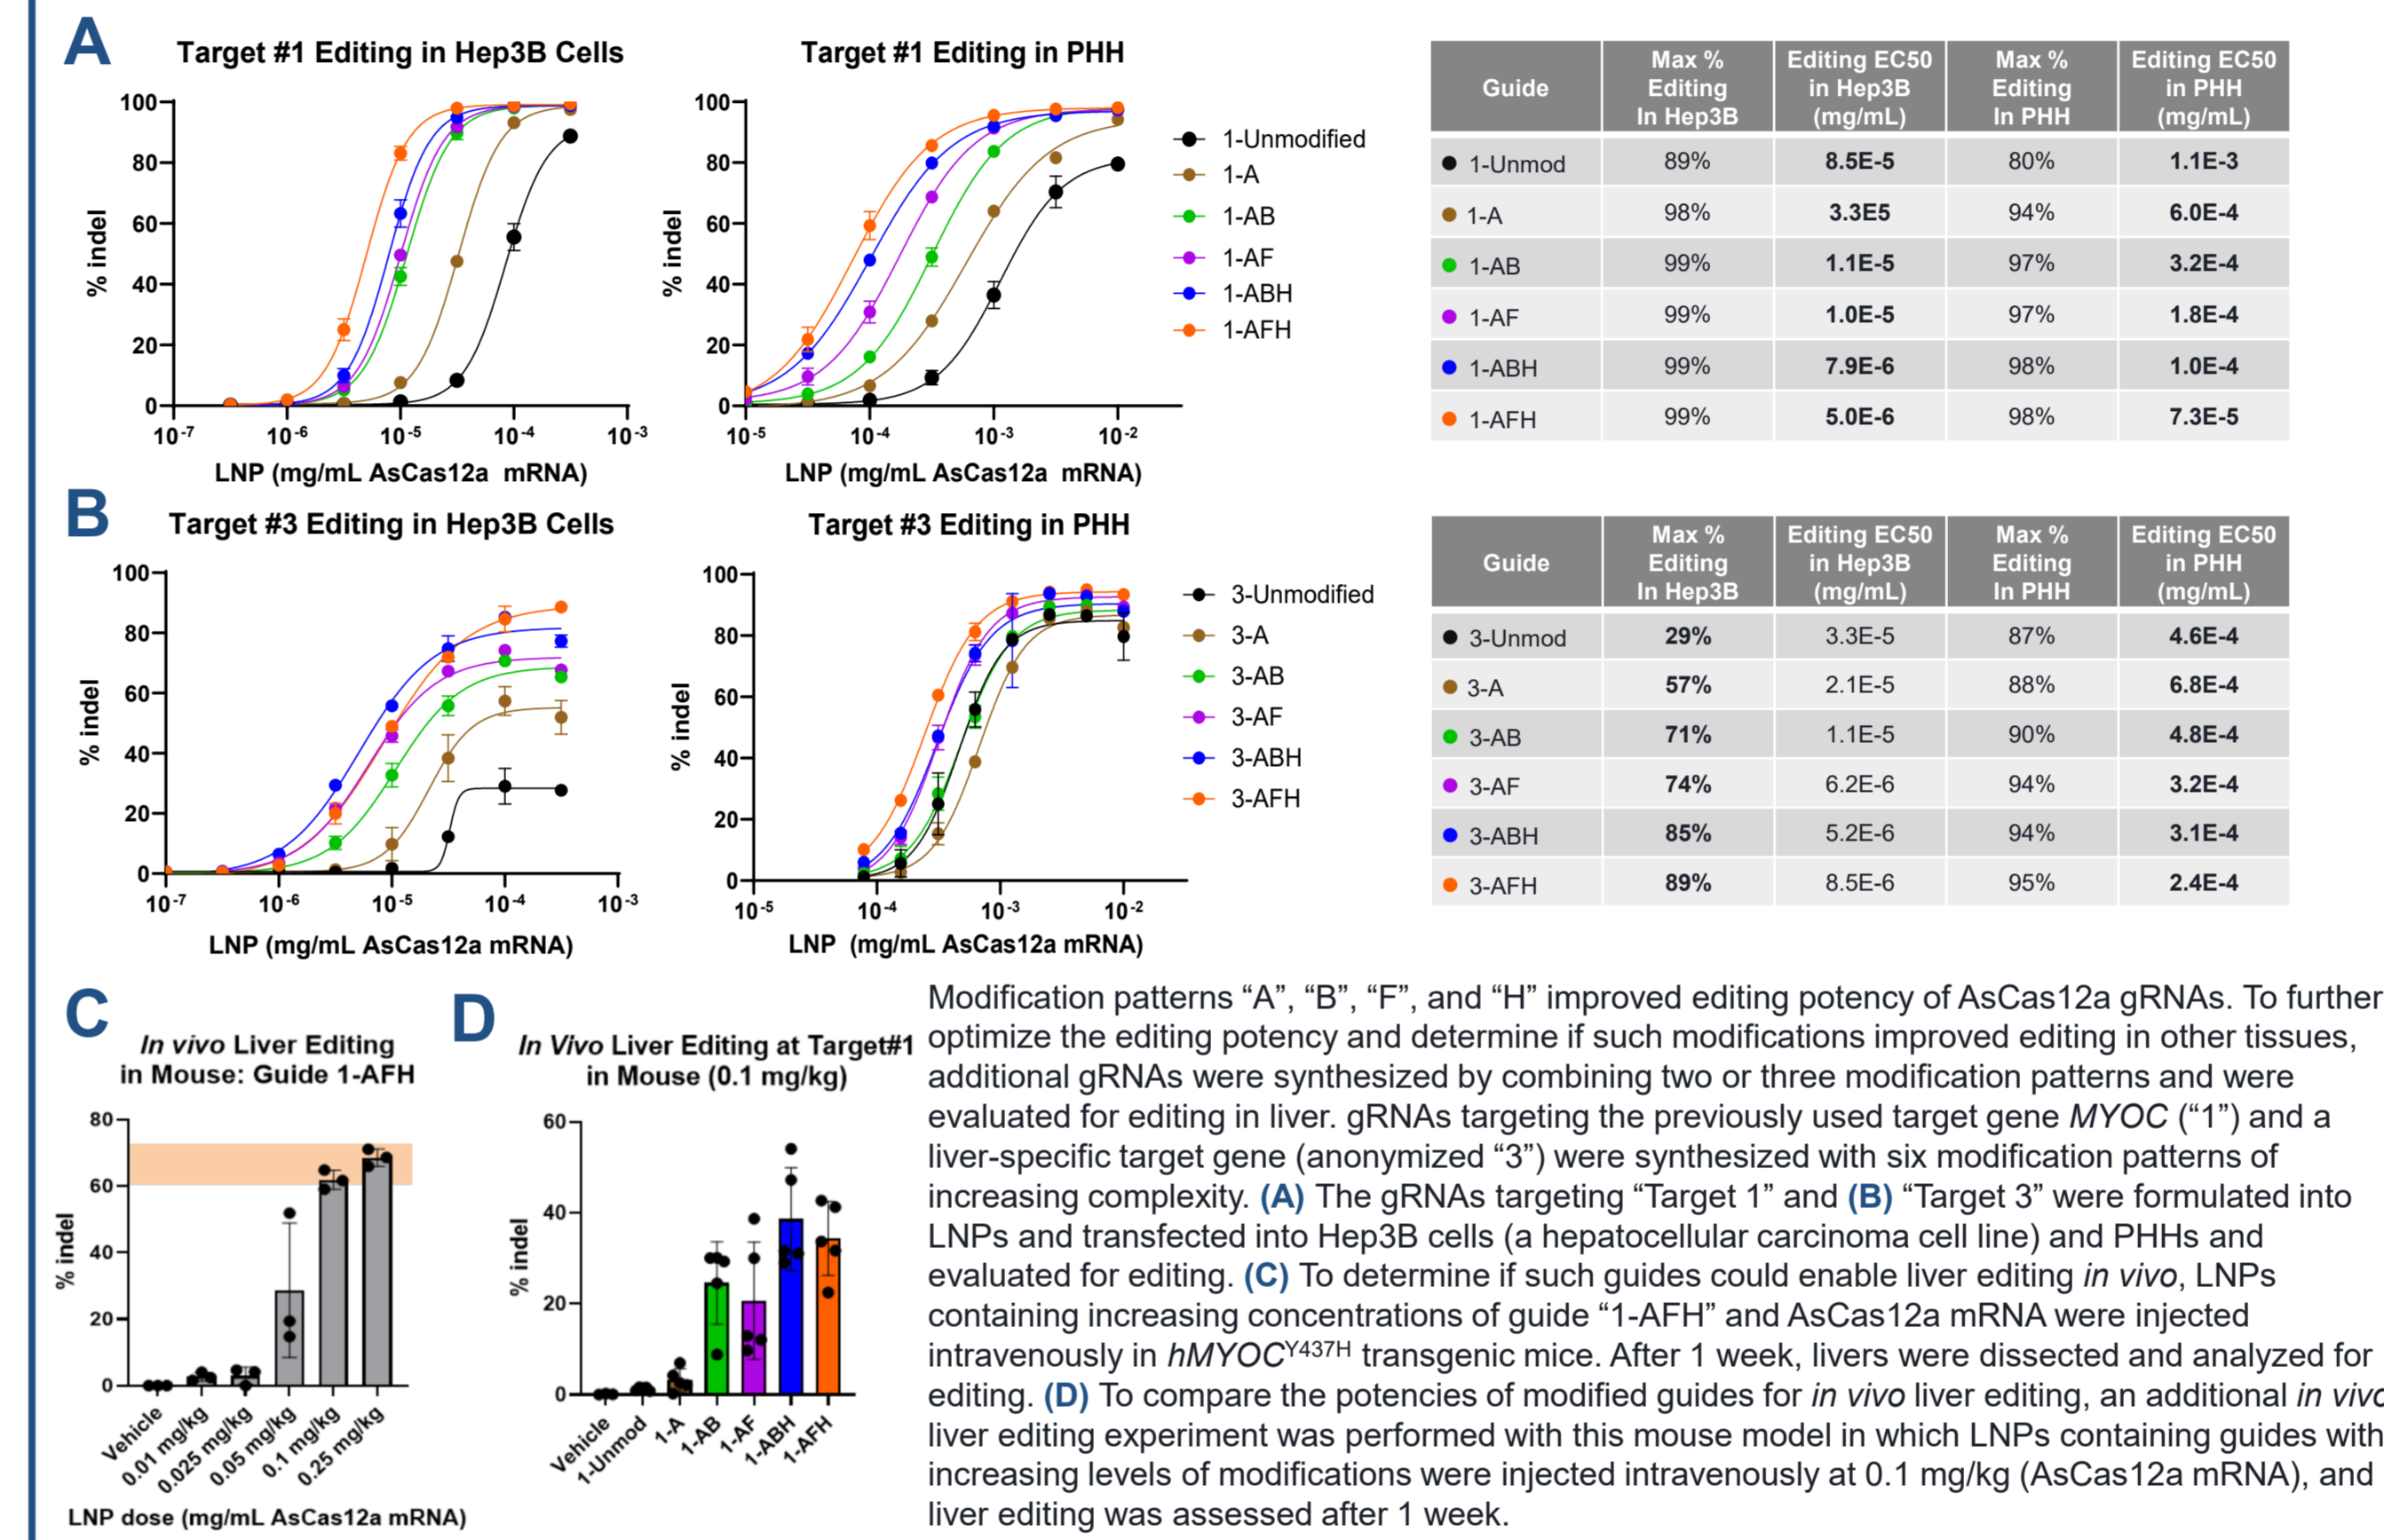 A
Target #1 Editing in Hep3B Cells
% indel
100
80
60
40
20
0
10-7
10-6
10-5
10-4
10-3
LNP (mg/mL AsCas12a mRNA)
Target #1 Editing in PHH
% indel
100
80
60
40
20
0
10-5
10-4
10-3
10-2
LNP (mg/mL AsCas12a mRNA)
1-Unmodified
1-A
1-AB
1-AF
1-ABH
1-AFH
Guide Max % Editing In Hep3B Editing EC50 in Hep3B (mg/mL) Max % Editing In PHH Editing EC50 in PHH (mg/mL)
1-Unmod 89% 8.5E-5 80% 1.1E-3
1-A 98% 3.3E5 94% 6.0E-4
1-AB 99% 1.1E-5 97% 3.2E-4
1-AF 99% 1.0E-5 97% 1.8E-4
1-ABH 99% 7.9E-6 98% 1.0E-4
1-AFH 99% 5.0E-6 98% 7.3E-5
B
Target #3 Editing in Hep3B Cells
% indel
100
80
60
40
20
0
10-7
10-6
10-5
10-4
10-3
LNP (mg/mL AsCas12a mRNA)
Target #3 Editing in PHH
% indel
100
80
60
40
20
0
10-5
10-4
10-3
10-2
LNP (mg/mL AsCas12a mRNA)
3-Unmodified
3-A
3-AB
3-AF
3-ABH
3-AFH
Guide Max % Editing In Hep3B Editing EC50 in Hep3B (mg/mL) Max % Editing In PHH Editing EC50 in PHH (mg/mL)
3-Unmod 29% 3.3E-5 87% 4.6E-4
3-A 57% 2.1E-5 88% 6.8E-4
3-AB 71% 1.1E-5 90% 4.8E-4
3-AF 74% 6.2E-6 94% 3.2E-4
3-ABH 85% 5.2E-6 94% 3.1E-4
3-AFH 89% 8.5E-6 95% 2.4E-4
C
In vivo Liver Editing
in Mouse: Guide 1-AFH
% indel
80
60
40
20
0
Vehicle
0.01 mg/kg
0.025 mg/kg
0.05 mg/kg
0.1 mg/kg
0.25 mg/kg
LNP dose (mg/mL AsCas12a mRNA)
D
In Vivo Liver Editing at Target#1
in Mouse (0.1 mg/kg)
% indel
60
40
20
0
Vehicle
1-Unmod
1-A
1-AB
1-AF
1-ABH
1-AFH
Modification patterns “A”, “B”, “F”, and “H” improved editing potency of AsCas12a gRNAs. To further
optimize the editing potency and determine if such modifications improved editing in other tissues,
additional gRNAs were synthesized by combining two or three modification patterns and were
evaluated for editing in liver. gRNAs targeting the previously used target gene MYOC (“1”) and a
liver-specific target gene (anonymized “3”) were synthesized with six modification patterns of
increasing complexity. (A) The gRNAs targeting “Target 1” and (B) “Target 3” were formulated into
LNPs and transfected into Hep3B cells (a hepatocellular carcinoma cell line) and PHHs and
evaluated for editing. (C) To determine if such guides could enable liver editing in vivo, LNPs
containing increasing concentrations of guide “1-AFH” and AsCas12a mRNA were injected
intravenously in hMYOCY437H transgenic mice. After 1 week, livers were dissected and analyzed for
editing. (D) To compare the potencies of modified guides for in vivo liver editing, an additional in vivo
liver editing experiment was performed with this mouse model in which LNPs containing guides with
increasing levels of modifications were injected intravenously at 0.1 mg/kg (AsCas12a mRNA), and
liver editing was assessed after 1 week.